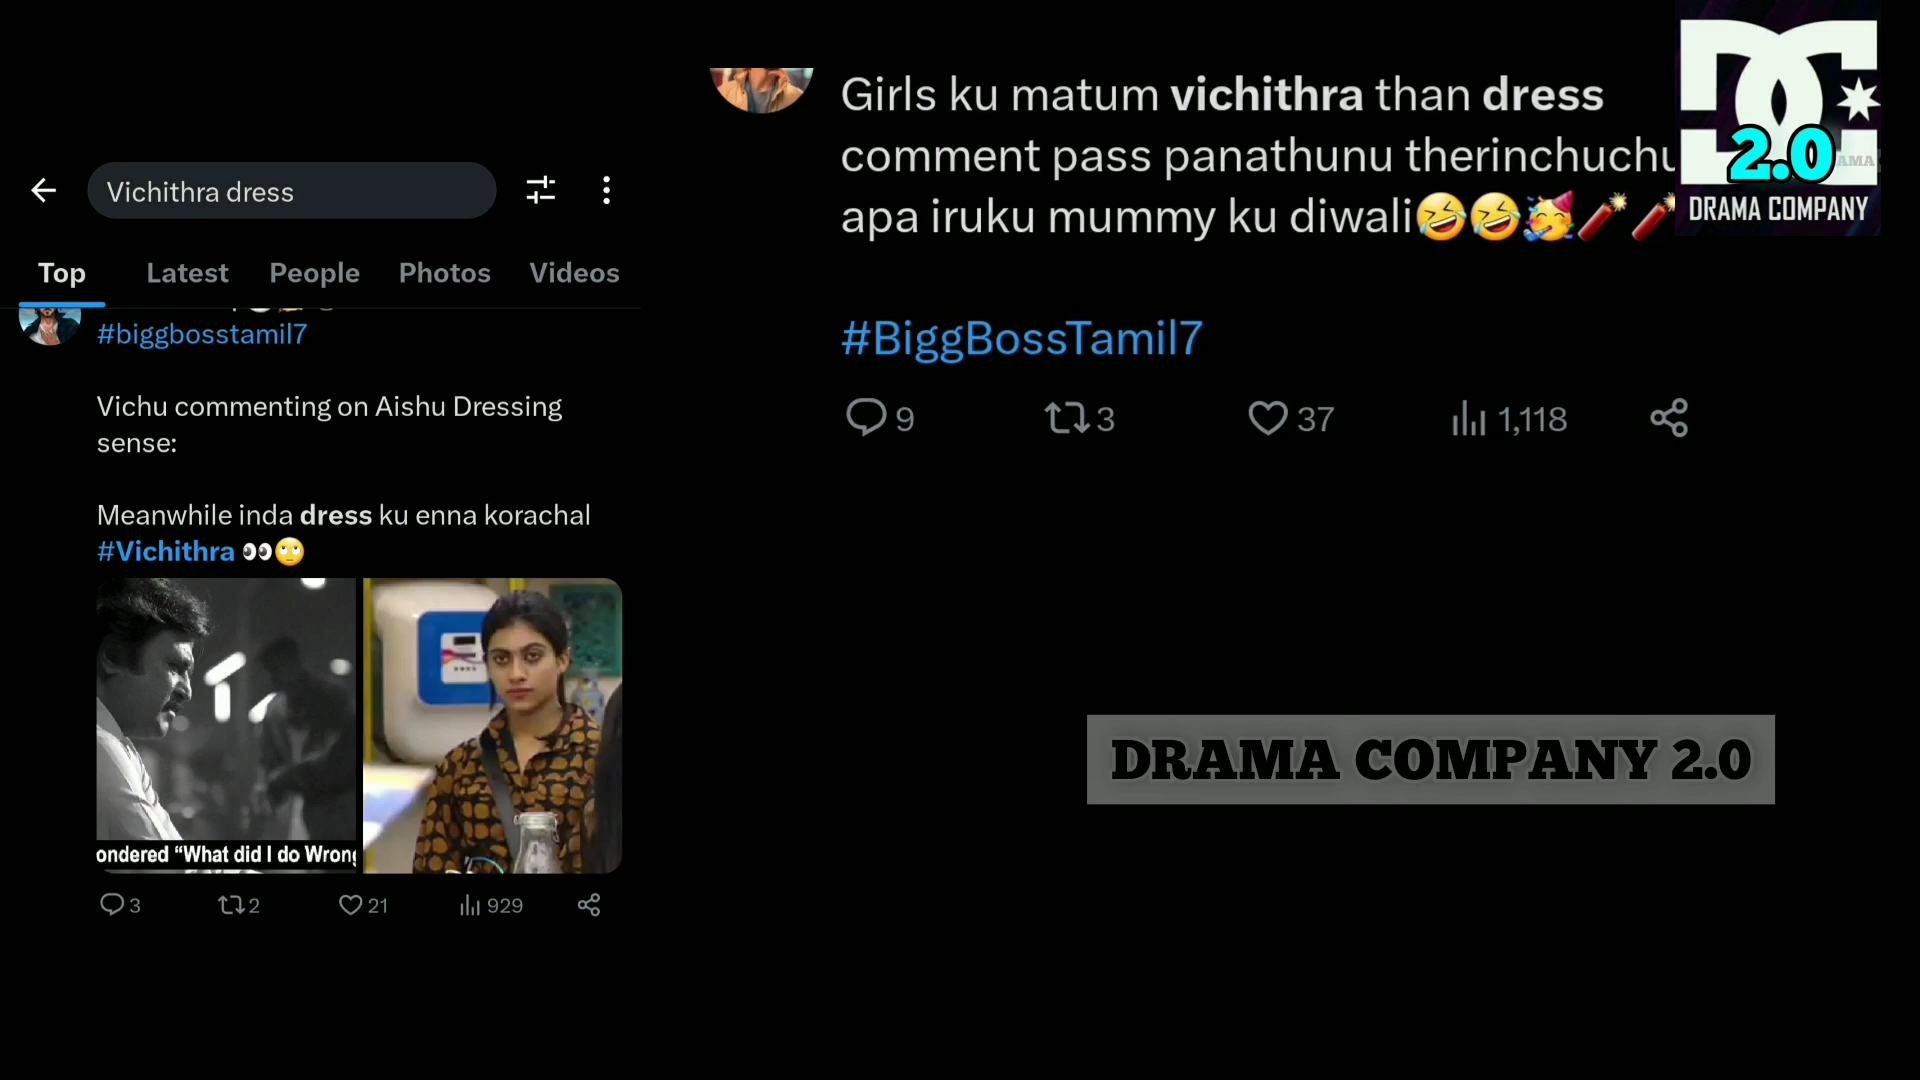 Vichithra dress
Top Latest People Photos Videos
#biggbosstamil7
Vichu commenting on Aishu Dressing
sense:
Meanwhile inda dress ku enna korachal
#Vichithra 👀🙄
ondered “What did I do Wrong
3 2 21 929
Girls ku matum vichithra than dress
comment pass panathunu therinchuchu
apa iruku mummy ku diwali🤣🤣🥳🧨🧨
#BiggBossTamil7
9 3 37 1,118
2.0
AMA
DRAMA COMPANY
DRAMA COMPANY 2.0